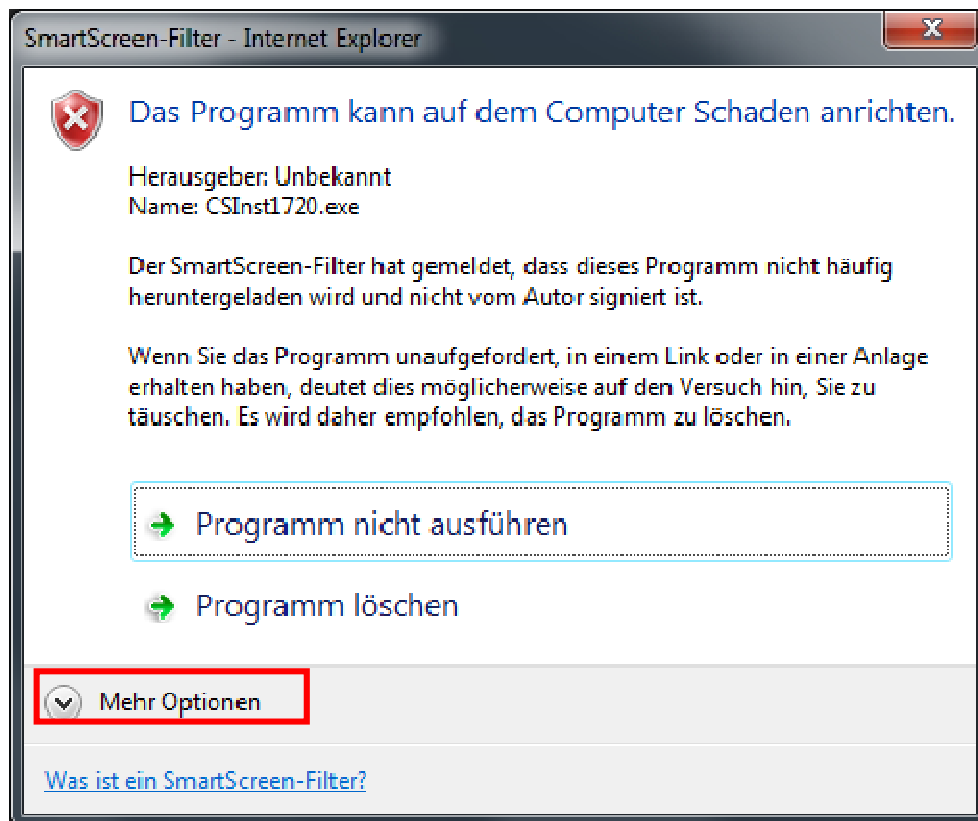 SmartScreen-Filter - Internet Explorer
Das Programm kann auf dem Computer Schaden anrichten.
Herausgeber: Unbekannt
Name: CSInst1720.exe
Der SmartScreen-Filter hat gemeldet, dass dieses Programm nicht häufig
heruntergeladen wird und nicht vom Autor signiert ist.
Wenn Sie das Programm unaufgefordert, in einem Link oder in einer Anlage
erhalten haben, deutet dies möglicherweise auf den Versuch hin, Sie zu
täuschen. Es wird daher empfohlen, das Programm zu löschen.
Programm nicht ausführen
Programm löschen
Mehr Optionen
Was ist ein SmartScreen-Filter?